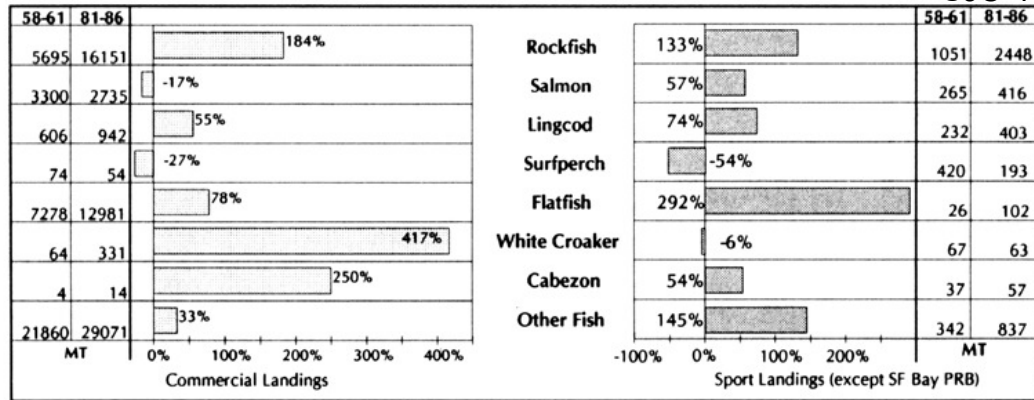 58-61 81-86 58-61 81-86
184% Rockfish 133%
5695 16151 1051 2448
-17% Salmon 57%
3300 2735 265 416
55% Lingcod 74%
606 942 232 403
-27% Surfperch -54%
74 54 420 193
78% Flatfish 292%
7278 12981 26 102
417% White Croaker -6%
64 331 67 63
250% Cabezon 54%
4 14 37 57
33% Other Fish 145%
21860 29071 342 837
MT 0% 100% 200% 300% 400% -100% 0% 100% 200% MT
Commercial Landings Sport Landings (except SF Bay PRB)